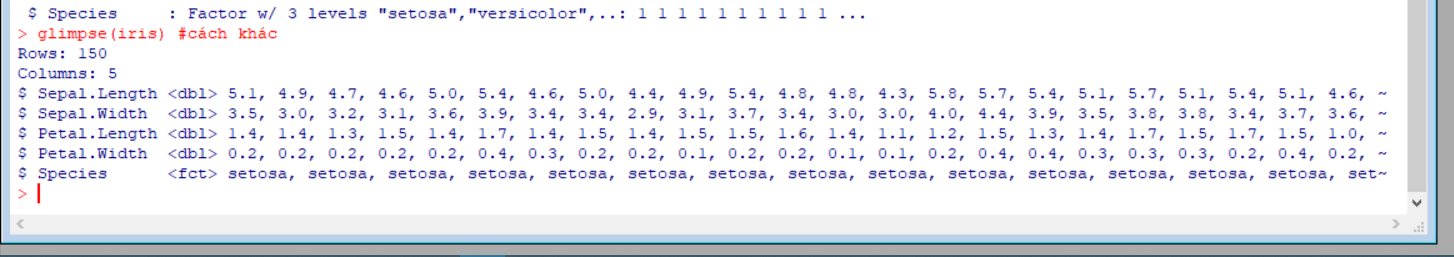 $ Species     : Factor w/ 3 levels "setosa","versicolor",..: 1 1 1 1 1 1 1 1 1 1 ...
> glimpse(iris) #cách khác
Rows: 150
Columns: 5
$ Sepal.Length <dbl> 5.1, 4.9, 4.7, 4.6, 5.0, 5.4, 4.6, 5.0, 4.4, 4.9, 5.4, 4.8, 4.8, 4.3, 5.8, 5.7, 5.4, 5.1, 5.7, 5.1, 5.4, 5.1, 4.6, ~
$ Sepal.Width  <dbl> 3.5, 3.0, 3.2, 3.1, 3.6, 3.9, 3.4, 3.4, 2.9, 3.1, 3.7, 3.4, 3.0, 3.0, 4.0, 4.4, 3.9, 3.5, 3.8, 3.8, 3.4, 3.7, 3.6, ~
$ Petal.Length <dbl> 1.4, 1.4, 1.3, 1.5, 1.4, 1.7, 1.4, 1.5, 1.4, 1.5, 1.5, 1.6, 1.4, 1.1, 1.2, 1.5, 1.3, 1.4, 1.7, 1.5, 1.7, 1.5, 1.0, ~
$ Petal.Width  <dbl> 0.2, 0.2, 0.2, 0.2, 0.2, 0.4, 0.3, 0.2, 0.2, 0.1, 0.2, 0.2, 0.1, 0.1, 0.2, 0.4, 0.4, 0.3, 0.3, 0.3, 0.2, 0.4, 0.2, ~
$ Species      <fct> setosa, setosa, setosa, setosa, setosa, setosa, setosa, setosa, setosa, setosa, setosa, setosa, setosa, setosa, set~
>